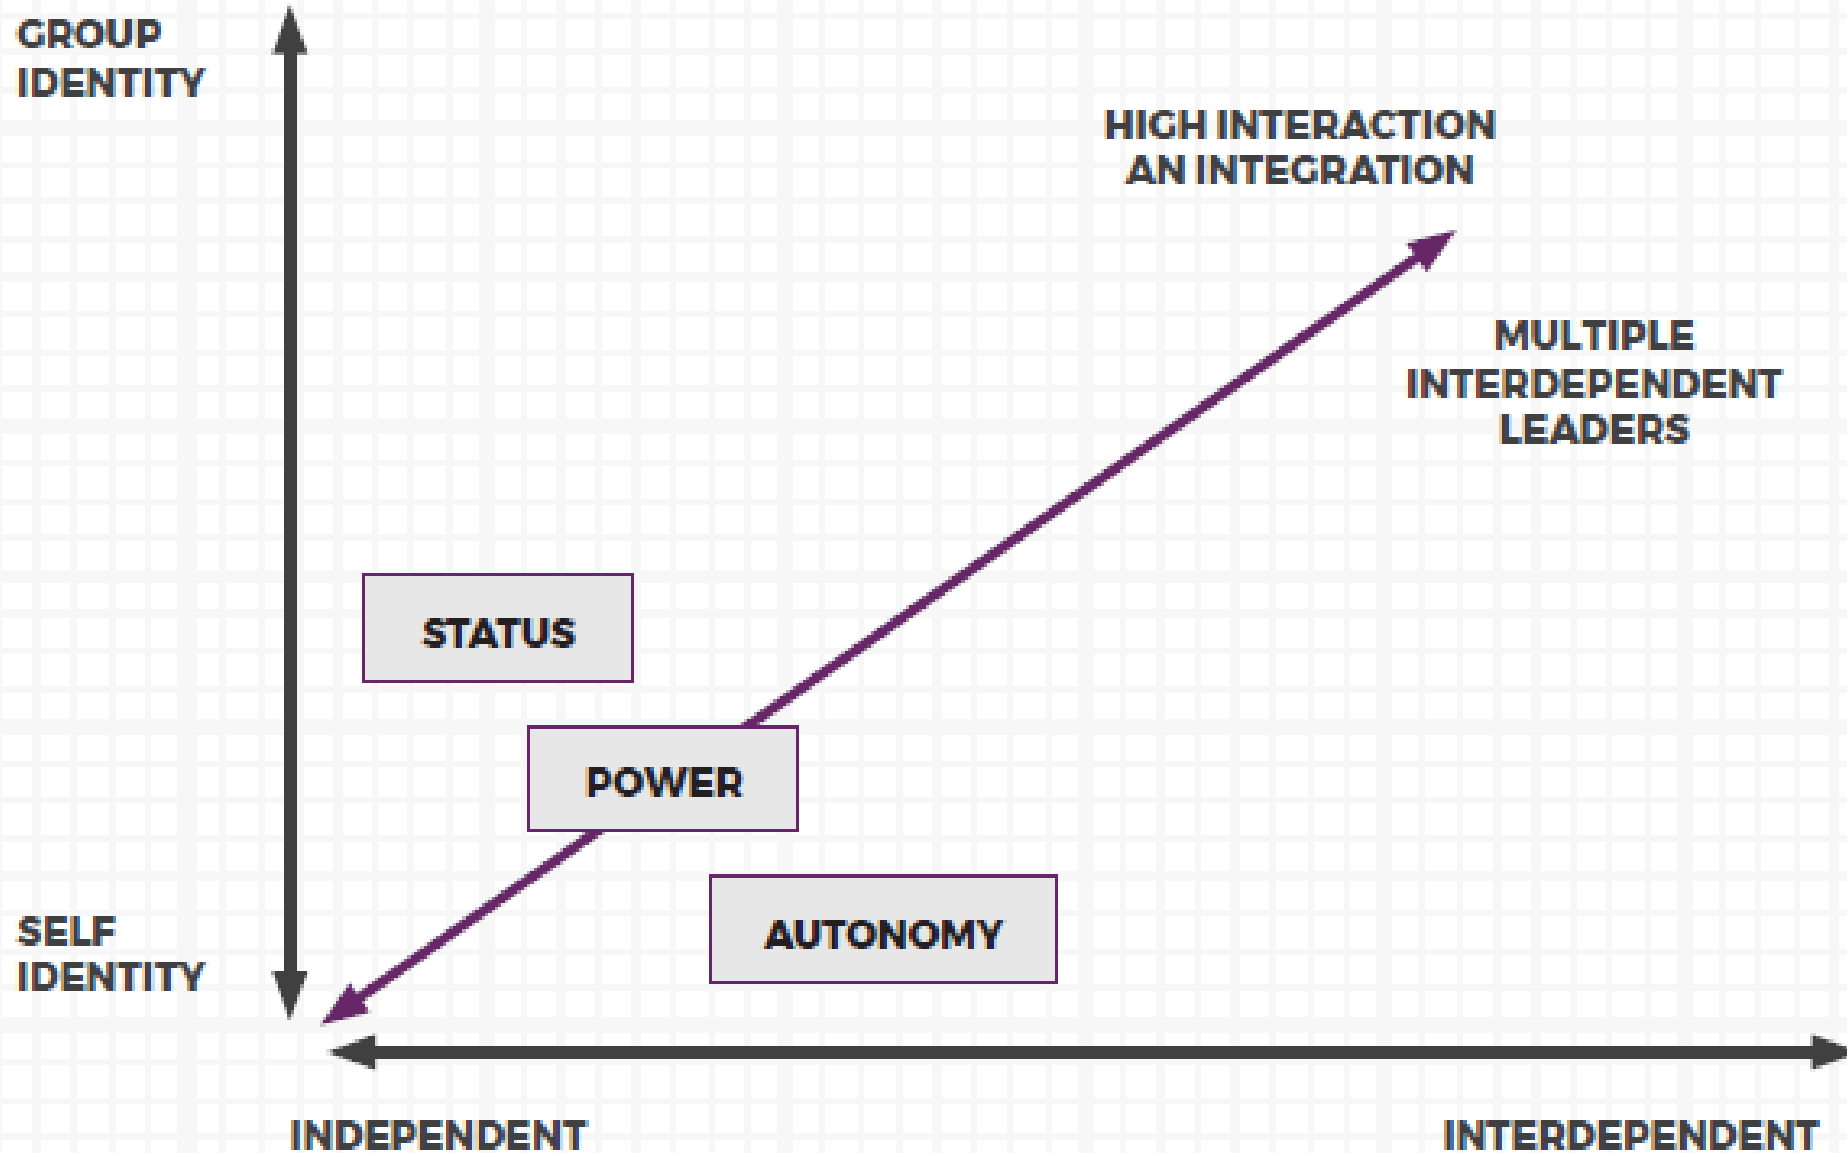 GROUP
IDENTITY
HIGH INTERACTION
AN INTEGRATION
MULTIPLE
INTERDEPENDENT
LEADERS
STATUS
POWER
AUTONOMY
SELF
IDENTITY
INDEPENDENT
INTERDEPENDENT